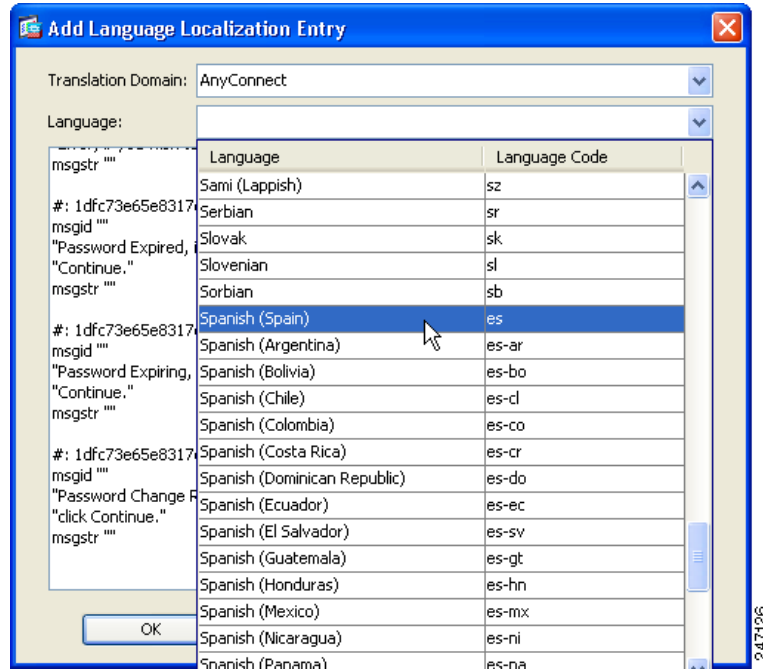 Add Language Localization Entry
Translation Domain: AnyConnect
Language:
msgstr ""
#: 1dfc73e65e8317
msgid ""
"Password Expired, i
"Continue."
msgstr ""
#: 1dfc73e65e8317
msgid ""
"Password Expiring,
"Continue."
msgstr ""
#: 1dfc73e65e8317
msgid ""
"Password Change R
"click Continue."
msgstr ""
Language Language Code
Sami (Lappish) sz
Serbian sr
Slovak sk
Slovenian sl
Sorbian sb
Spanish (Spain) es
Spanish (Argentina) es-ar
Spanish (Bolivia) es-bo
Spanish (Chile) es-cl
Spanish (Colombia) es-co
Spanish (Costa Rica) es-cr
Spanish (Dominican Republic) es-do
Spanish (Ecuador) es-ec
Spanish (El Salvador) es-sv
Spanish (Guatemala) es-gt
Spanish (Honduras) es-hn
Spanish (Mexico) es-mx
Spanish (Nicaragua) es-ni
Spanish (Panama) es-pa
OK
247126